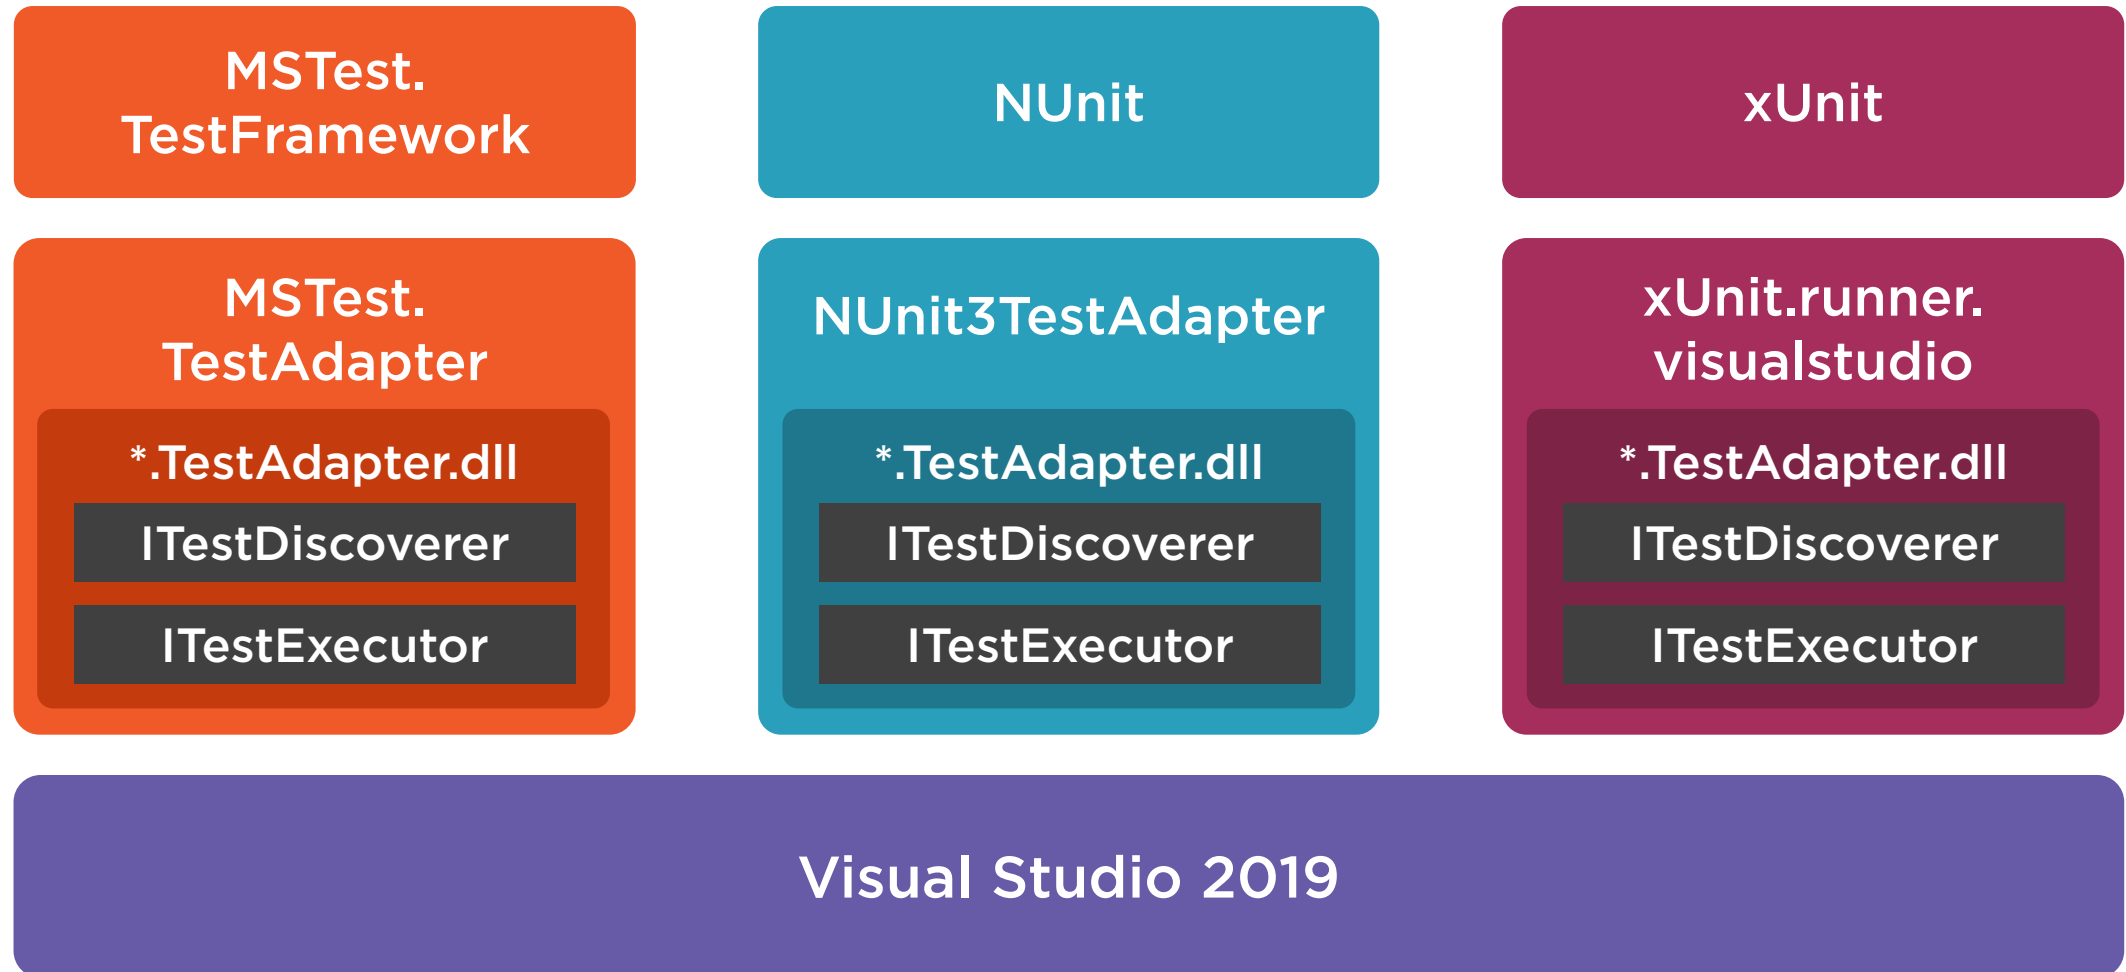 MSTest.
TestFramework
NUnit
xUnit
MSTest.
TestAdapter
*.TestAdapter.dll
ITestDiscoverer
ITestExecutor
NUnit3TestAdapter
*.TestAdapter.dll
ITestDiscoverer
ITestExecutor
xUnit.runner.
visualstudio
*.TestAdapter.dll
ITestDiscoverer
ITestExecutor
Visual Studio 2019